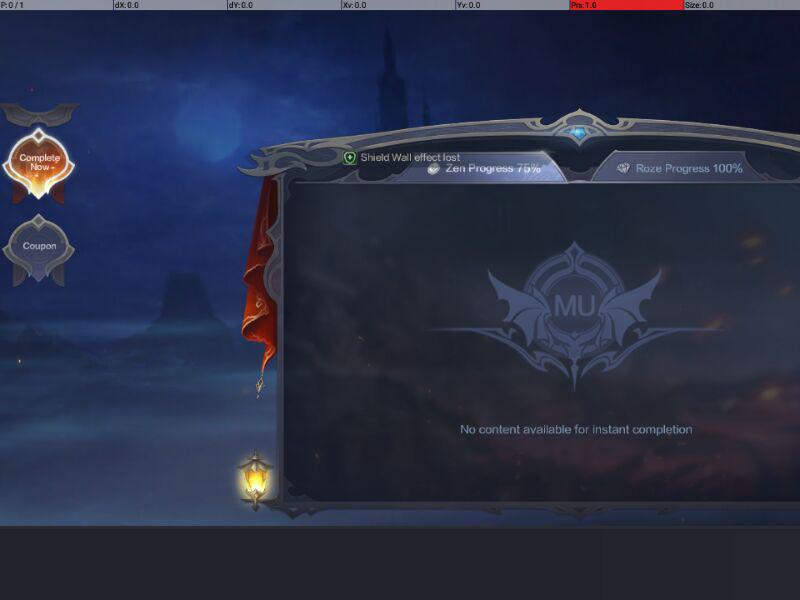 P: 0 / 1 dX: 0.0 dY: 0.0 Xv: 0.0 Yv: 0.0 Prs: 1.0 Size: 0.0
Complete
Now
Shield Wall effect lost
Zen Progress 75%
Roze Progress 100%
Coupon
MU
No content available for instant completion